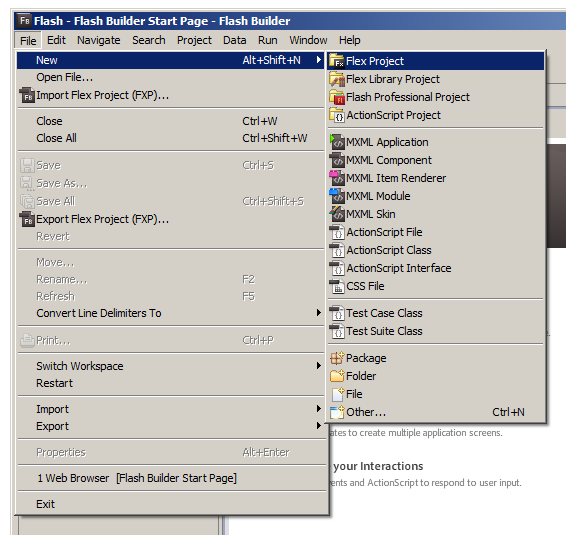 Flash - Flash Builder Start Page - Flash Builder
File Edit Navigate Search Project Data Run Window Help
New Alt+Shift+N
Open File...
Import Flex Project (FXP)...
Close Ctrl+W
Close All Ctrl+Shift+W
Save Ctrl+S
Save As...
Save All Ctrl+Shift+S
Export Flex Project (FXP)...
Revert
Move...
Rename... F2
Refresh F5
Convert Line Delimiters To
Print... Ctrl+P
Switch Workspace
Restart
Import
Export
Properties Alt+Enter
1 Web Browser [Flash Builder Start Page]
Exit
Flex Project
Flex Library Project
Flash Professional Project
ActionScript Project
MXML Application
MXML Component
MXML Item Renderer
MXML Module
MXML Skin
ActionScript File
ActionScript Class
ActionScript Interface
CSS File
Test Case Class
Test Suite Class
Package
Folder
File
Other... Ctrl+N
ates to create multiple application screens.
your Interactions
vents and ActionScript to respond to user input.